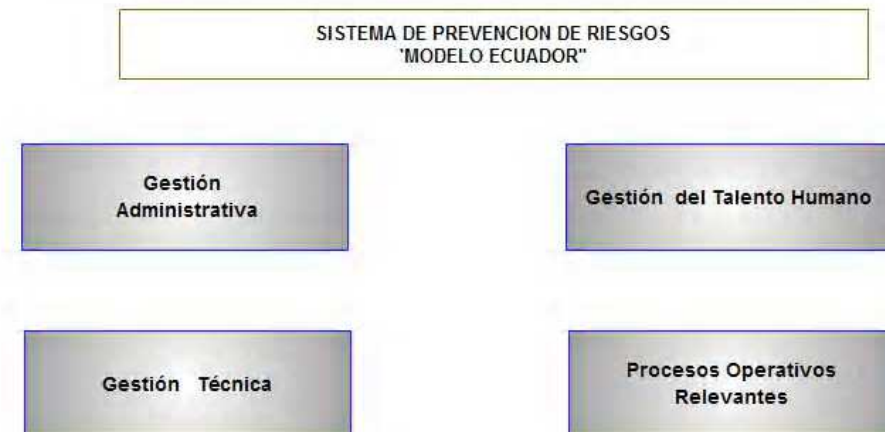 SISTEMA DE PREVENCION DE RIESGOS
'MODELO ECUADOR"
Gestión
Administrativa
Gestión del Talento Humano
Gestión Técnica
Procesos Operativos
Relevantes